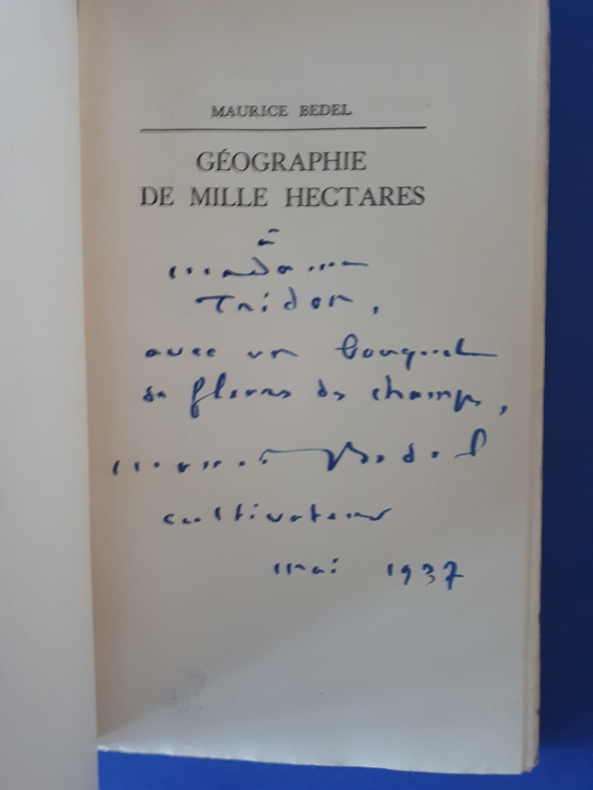 MAURICE BEDEL
GÉOGRAPHIE
DE MILLE HECTARES
à
madame
Tridon,
avec un bouquet
de fleurs des champs,
Maurice Bedel
cultivateur
mai 1937